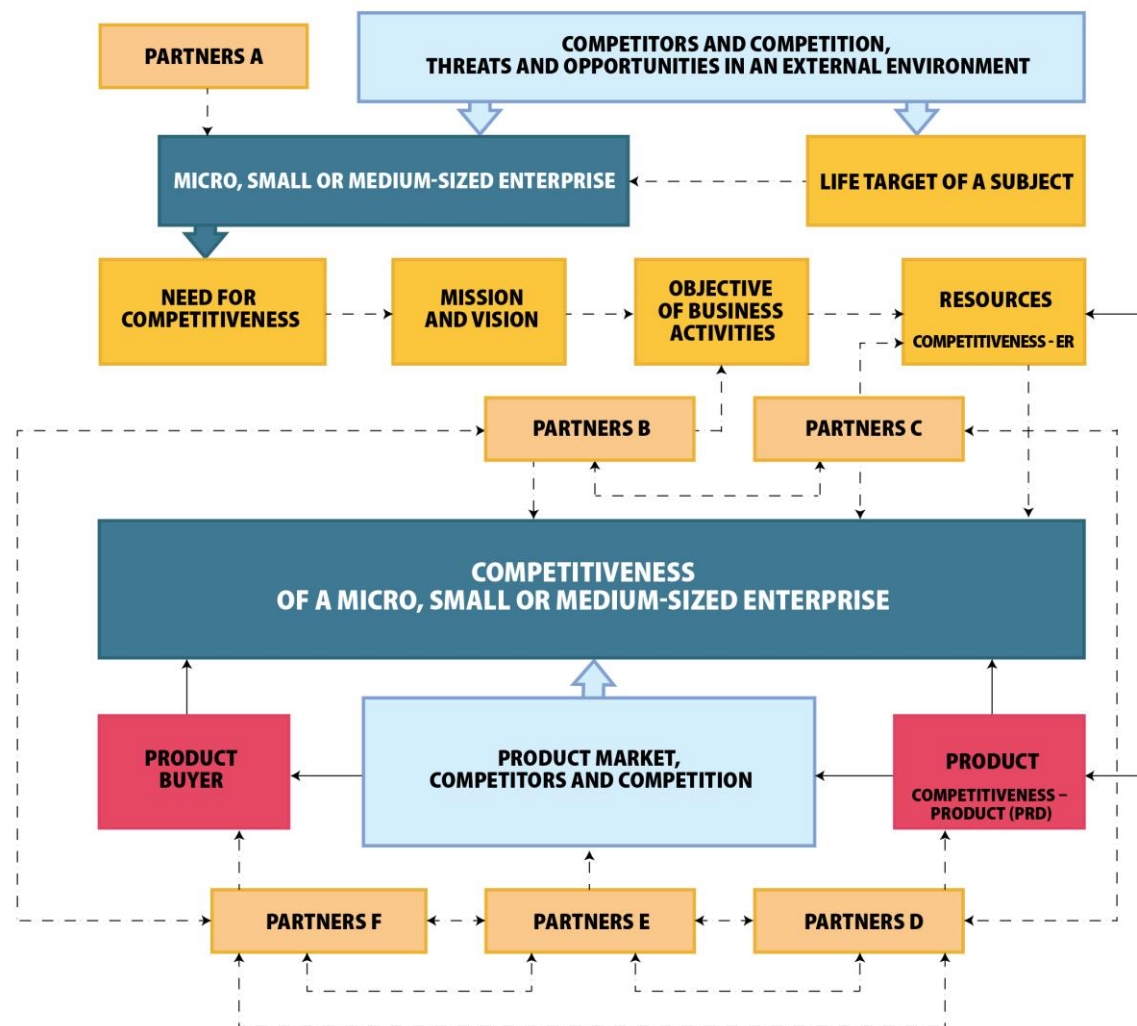 PARTNERS A
COMPETITORS AND COMPETITION,
THREATS AND OPPORTUNITIES IN AN EXTERNAL ENVIRONMENT
MICRO, SMALL OR MEDIUM-SIZED ENTERPRISE
LIFE TARGET OF A SUBJECT
NEED FOR
COMPETITIVENESS
MISSION
AND VISION
OBJECTIVE
OF BUSINESS
ACTIVITIES
RESOURCES
COMPETITIVENESS - ER
PARTNERS B
PARTNERS C
COMPETITIVENESS
OF A MICRO, SMALL OR MEDIUM-SIZED ENTERPRISE
PRODUCT
BUYER
PRODUCT MARKET,
COMPETITORS AND COMPETITION
PRODUCT
COMPETITIVENESS –
PRODUCT (PRD)
PARTNERS F
PARTNERS E
PARTNERS D